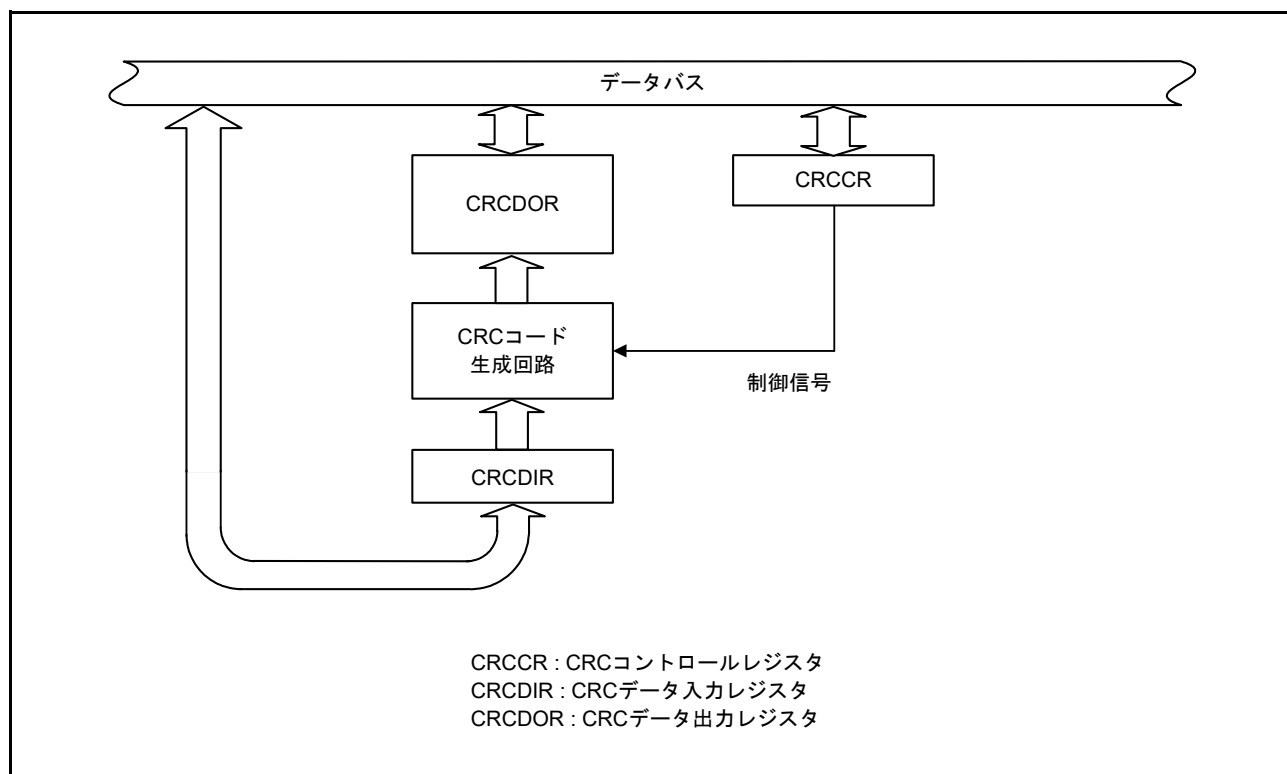 データバス
CRCDOR
CRCCR
CRCコード
生成回路
制御信号
CRCDIR
CRCCR : CRCコントロールレジスタ
CRCDIR : CRCデータ入力レジスタ
CRCDOR : CRCデータ出力レジスタ